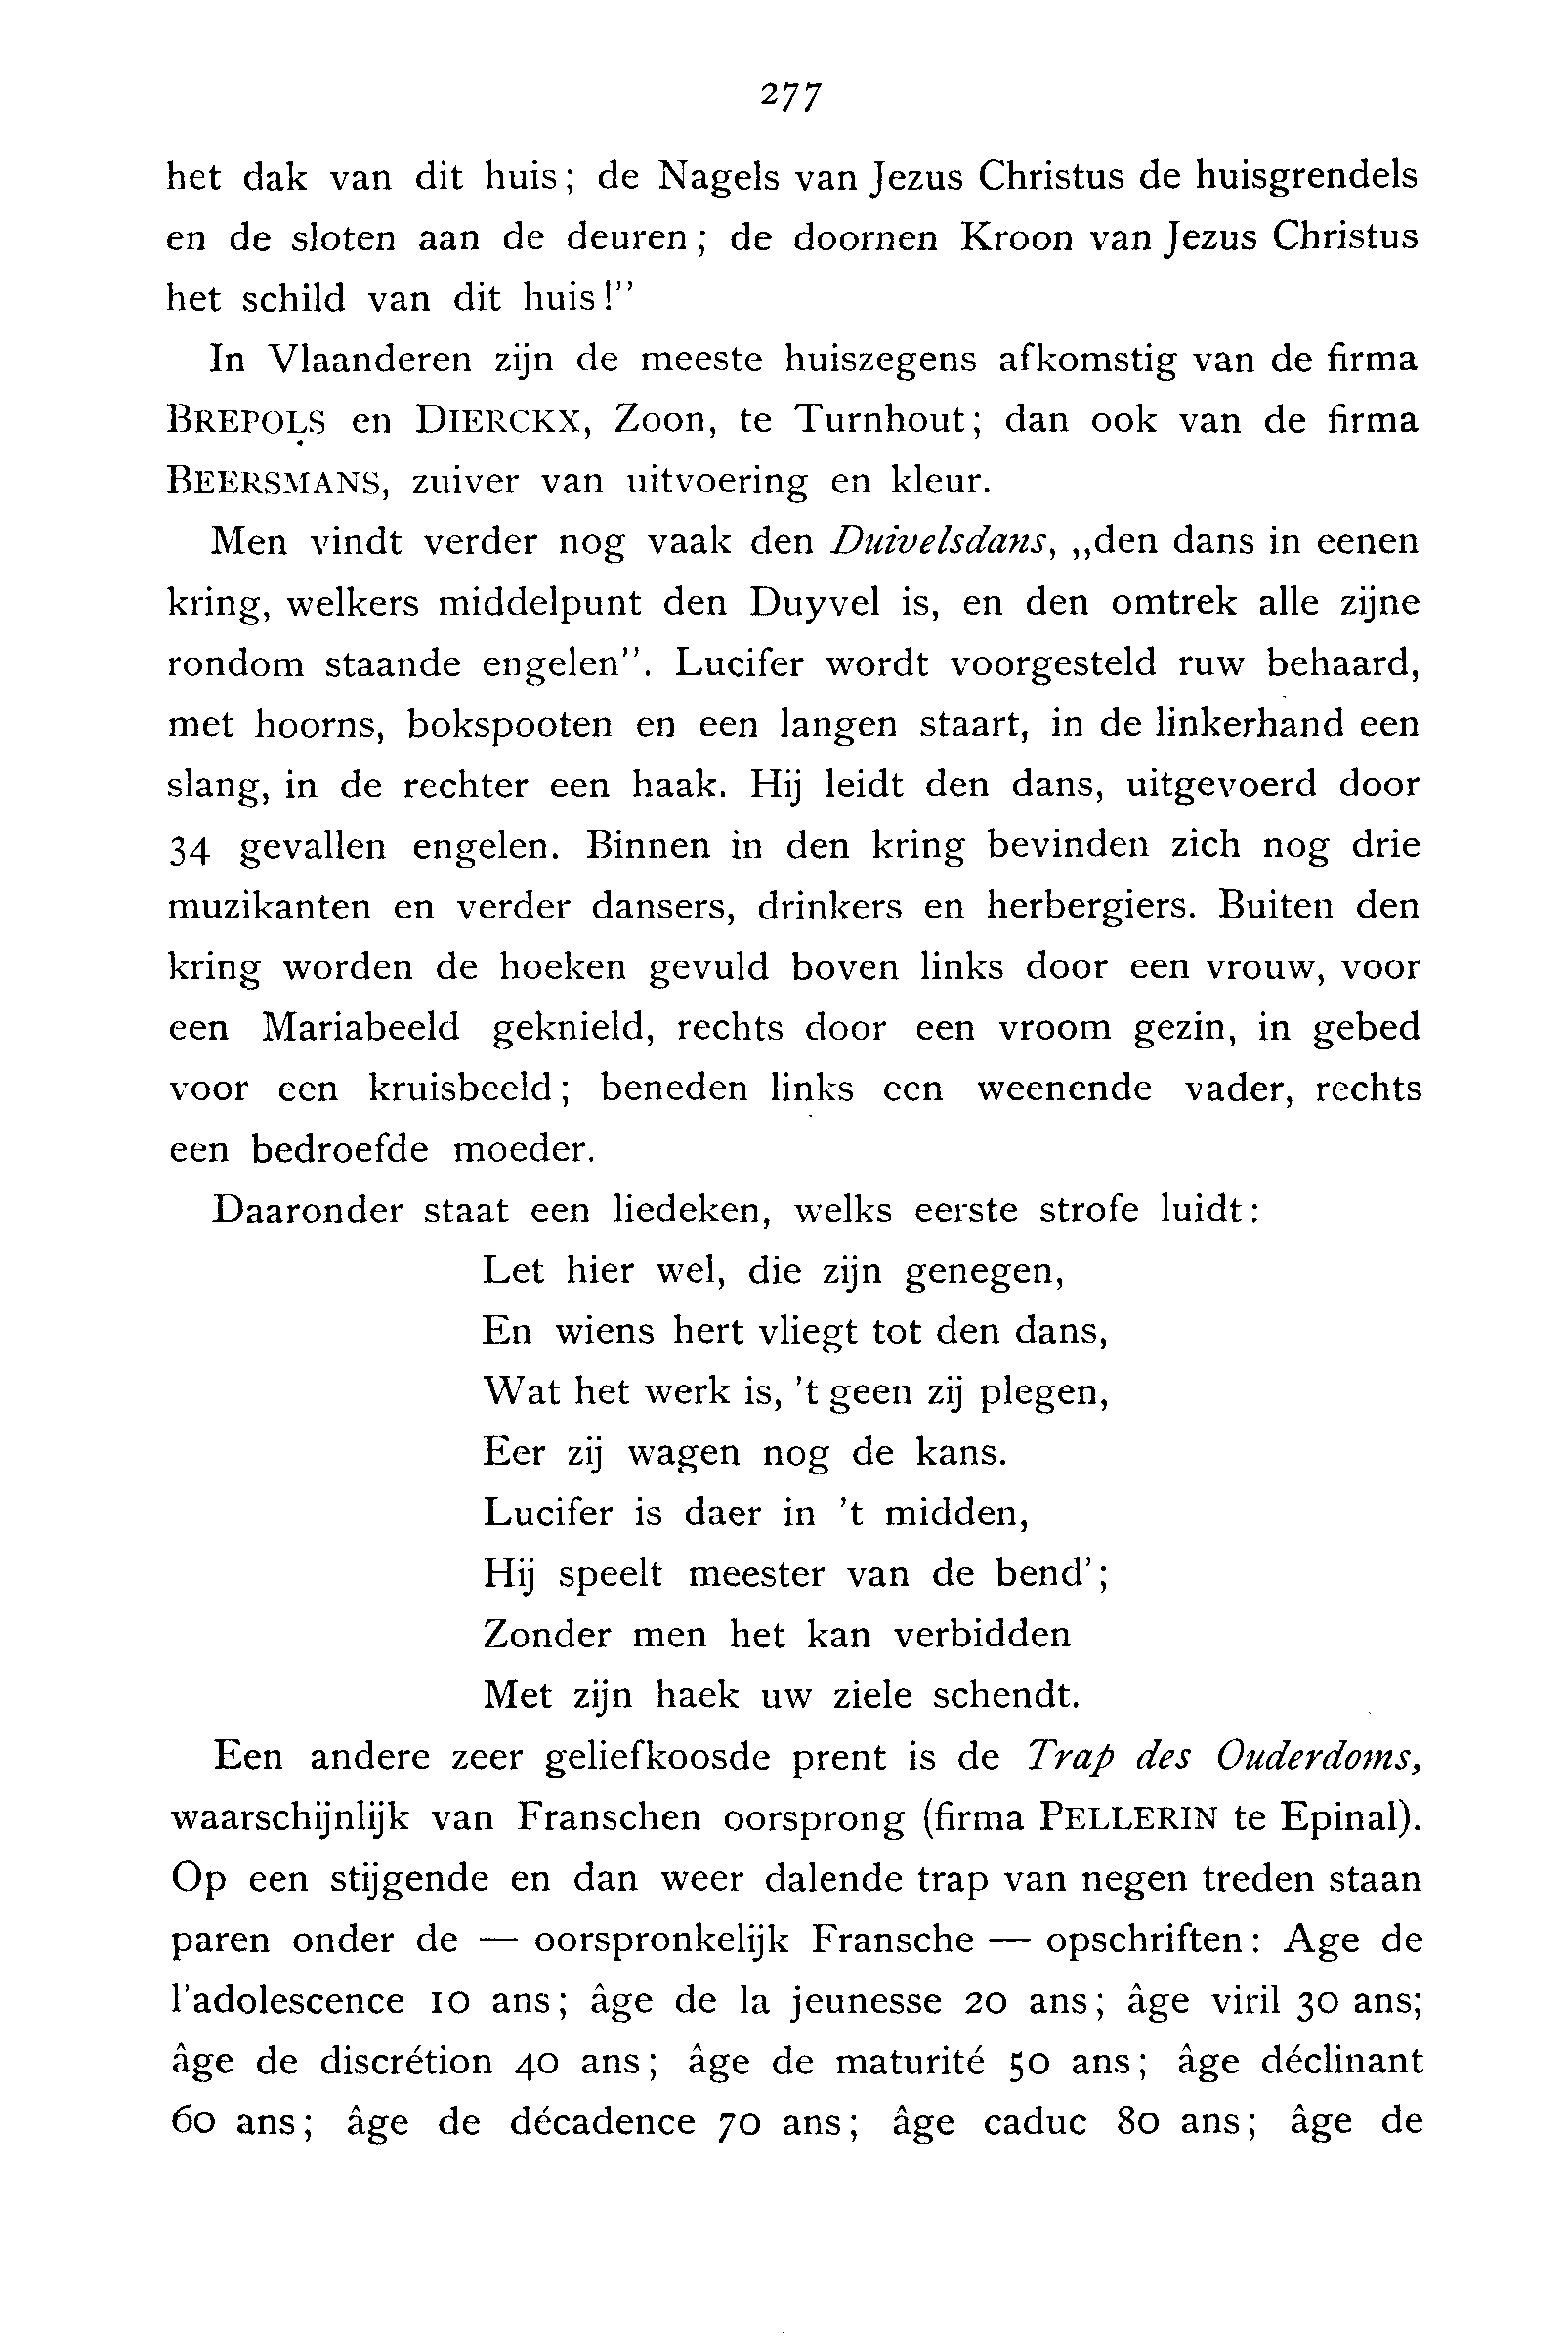 277
het dak van dit huis; de Nagels van Jezus Christus de huisgrendels
en de sloten aan de deuren; de doornen Kroon van Jezus Christus
het schild van dit huis!”
In Vlaanderen zijn de meeste huiszegens afkomstig van de firma
BREPOLS en DIERCKX, Zoon, te Turnhout; dan ook van de firma
BEERSMANS, zuiver van uitvoering en kleur.
Men vindt verder nog vaak den Duivelsdans, „den dans in eenen
kring, welkers middelpunt den Duyvel is, en den omtrek alle zijne
rondom staande engelen”. Lucifer wordt voorgesteld ruw behaard,
met hoorns, bokspooten en een langen staart, in de linkerhand een
slang, in de rechter een haak. Hij leidt den dans, uitgevoerd door
34 gevallen engelen. Binnen in den kring bevinden zich nog drie
muzikanten en verder dansers, drinkers en herbergiers. Buiten den
kring worden de hoeken gevuld boven links door een vrouw, voor
een Mariabeeld geknield, rechts door een vroom gezin, in gebed
voor een kruisbeeld; beneden links een weenende vader, rechts
een bedroefde moeder.
Daaronder staat een liedeken, welks eerste strofe luidt:
Let hier wel, die zijn genegen,
En wiens hert vliegt tot den dans,
Wat het werk is, ’t geen zij plegen,
Eer zij wagen nog de kans.
Lucifer is daer in ’t midden,
Hij speelt meester van de bend’;
Zonder men het kan verbidden
Met zijn haek uw ziele schendt.
Een andere zeer geliefkoosde prent is de Trap des Ouderdoms,
waarschijnlijk van Franschen oorsprong (firma PELLERIN te Epinal).
Op een stijgende en dan weer dalende trap van negen treden staan
paren onder de — oorspronkelijk Fransche — opschriften: Age de
l’adolescence 10 ans; âge de la jeunesse 20 ans; âge viril 30 ans;
âge de discrétion 40 ans; âge de maturité 50 ans; âge déclinant
60 ans; âge de décadence 70 ans; âge caduc 80 ans; âge de